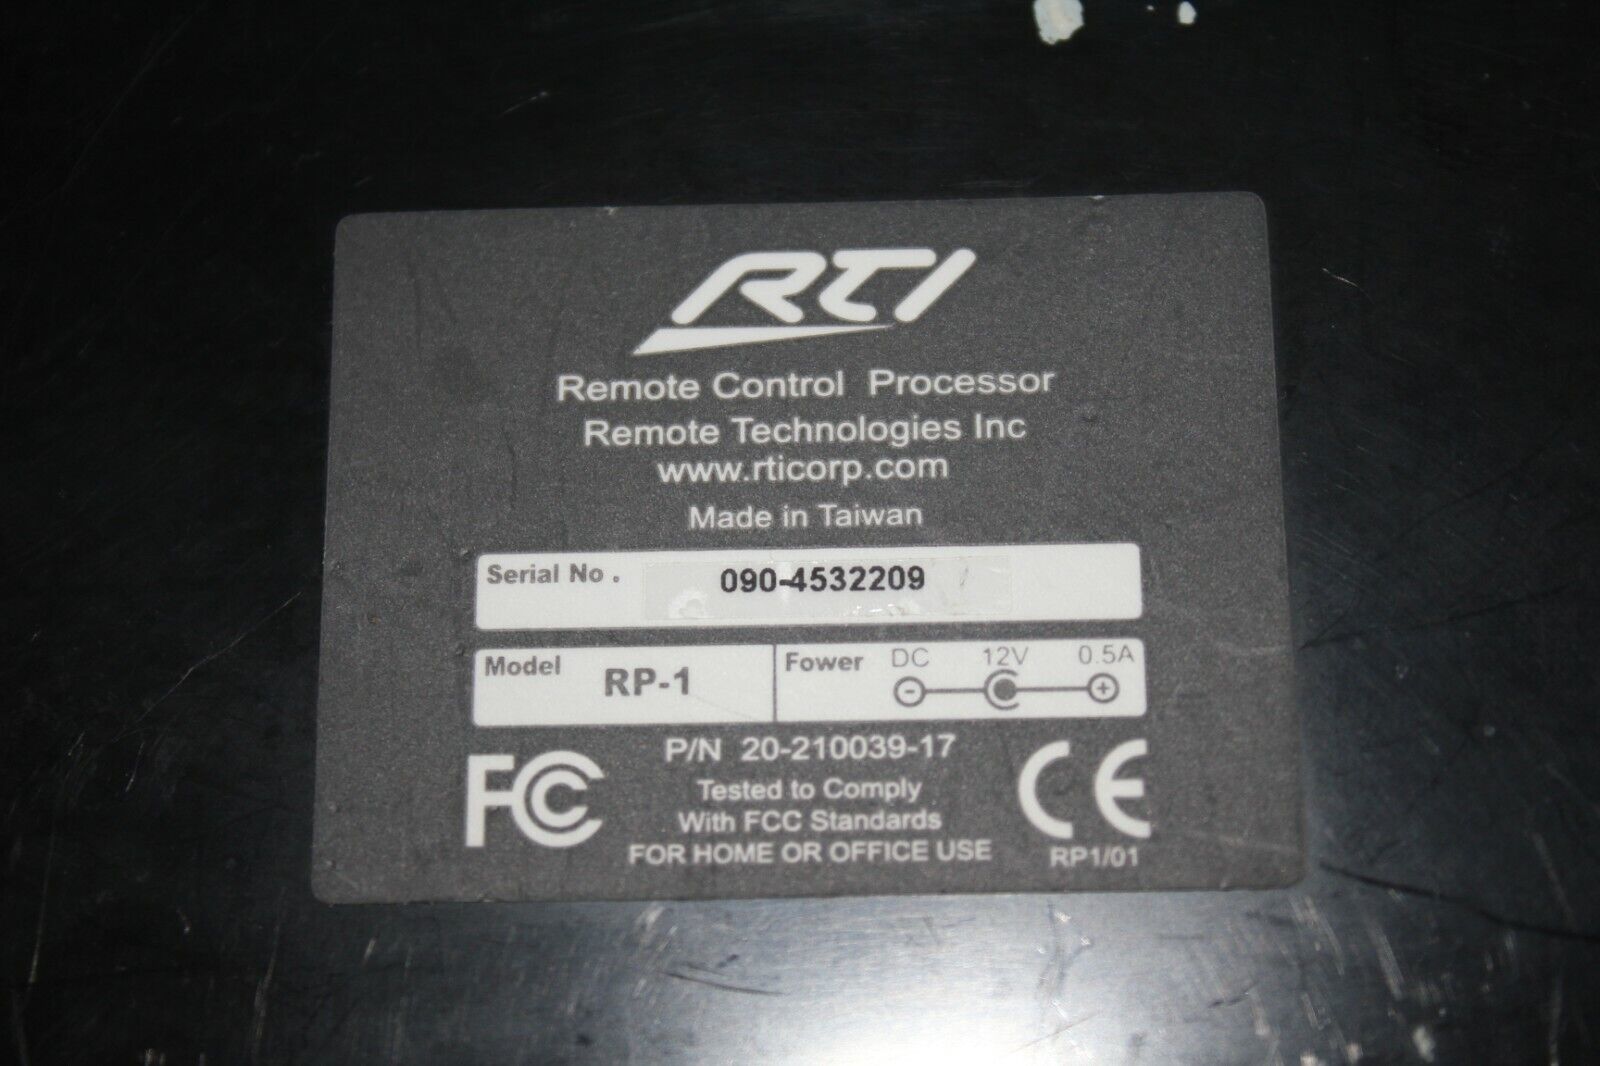 RTI
Remote Control Processor
Remote Technologies Inc
www.rticorp.com
Made in Taiwan
Serial No . 090-4532209
Model RP-1
Fower DC 12V 0.5A
- +
P/N 20-210039-17
FC CE
Tested to Comply
With FCC Standards
FOR HOME OR OFFICE USE
RP1/01